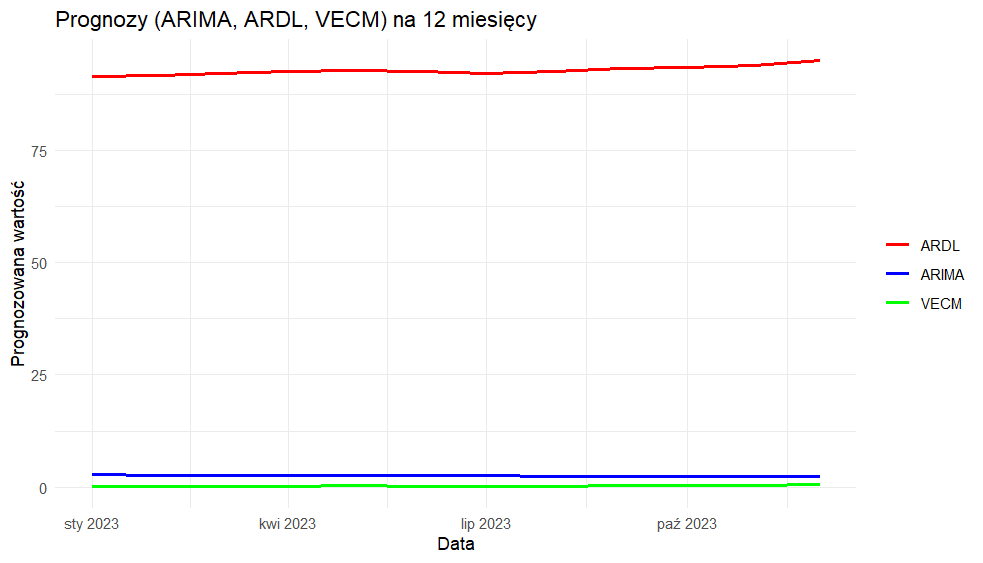 Prognozy (ARIMA, ARDL, VECM) na 12 miesięcy
Prognozowana wartość
75
50
25
0
sty 2023
kwi 2023
lip 2023
paź 2023
Data
ARDL
ARIMA
VECM